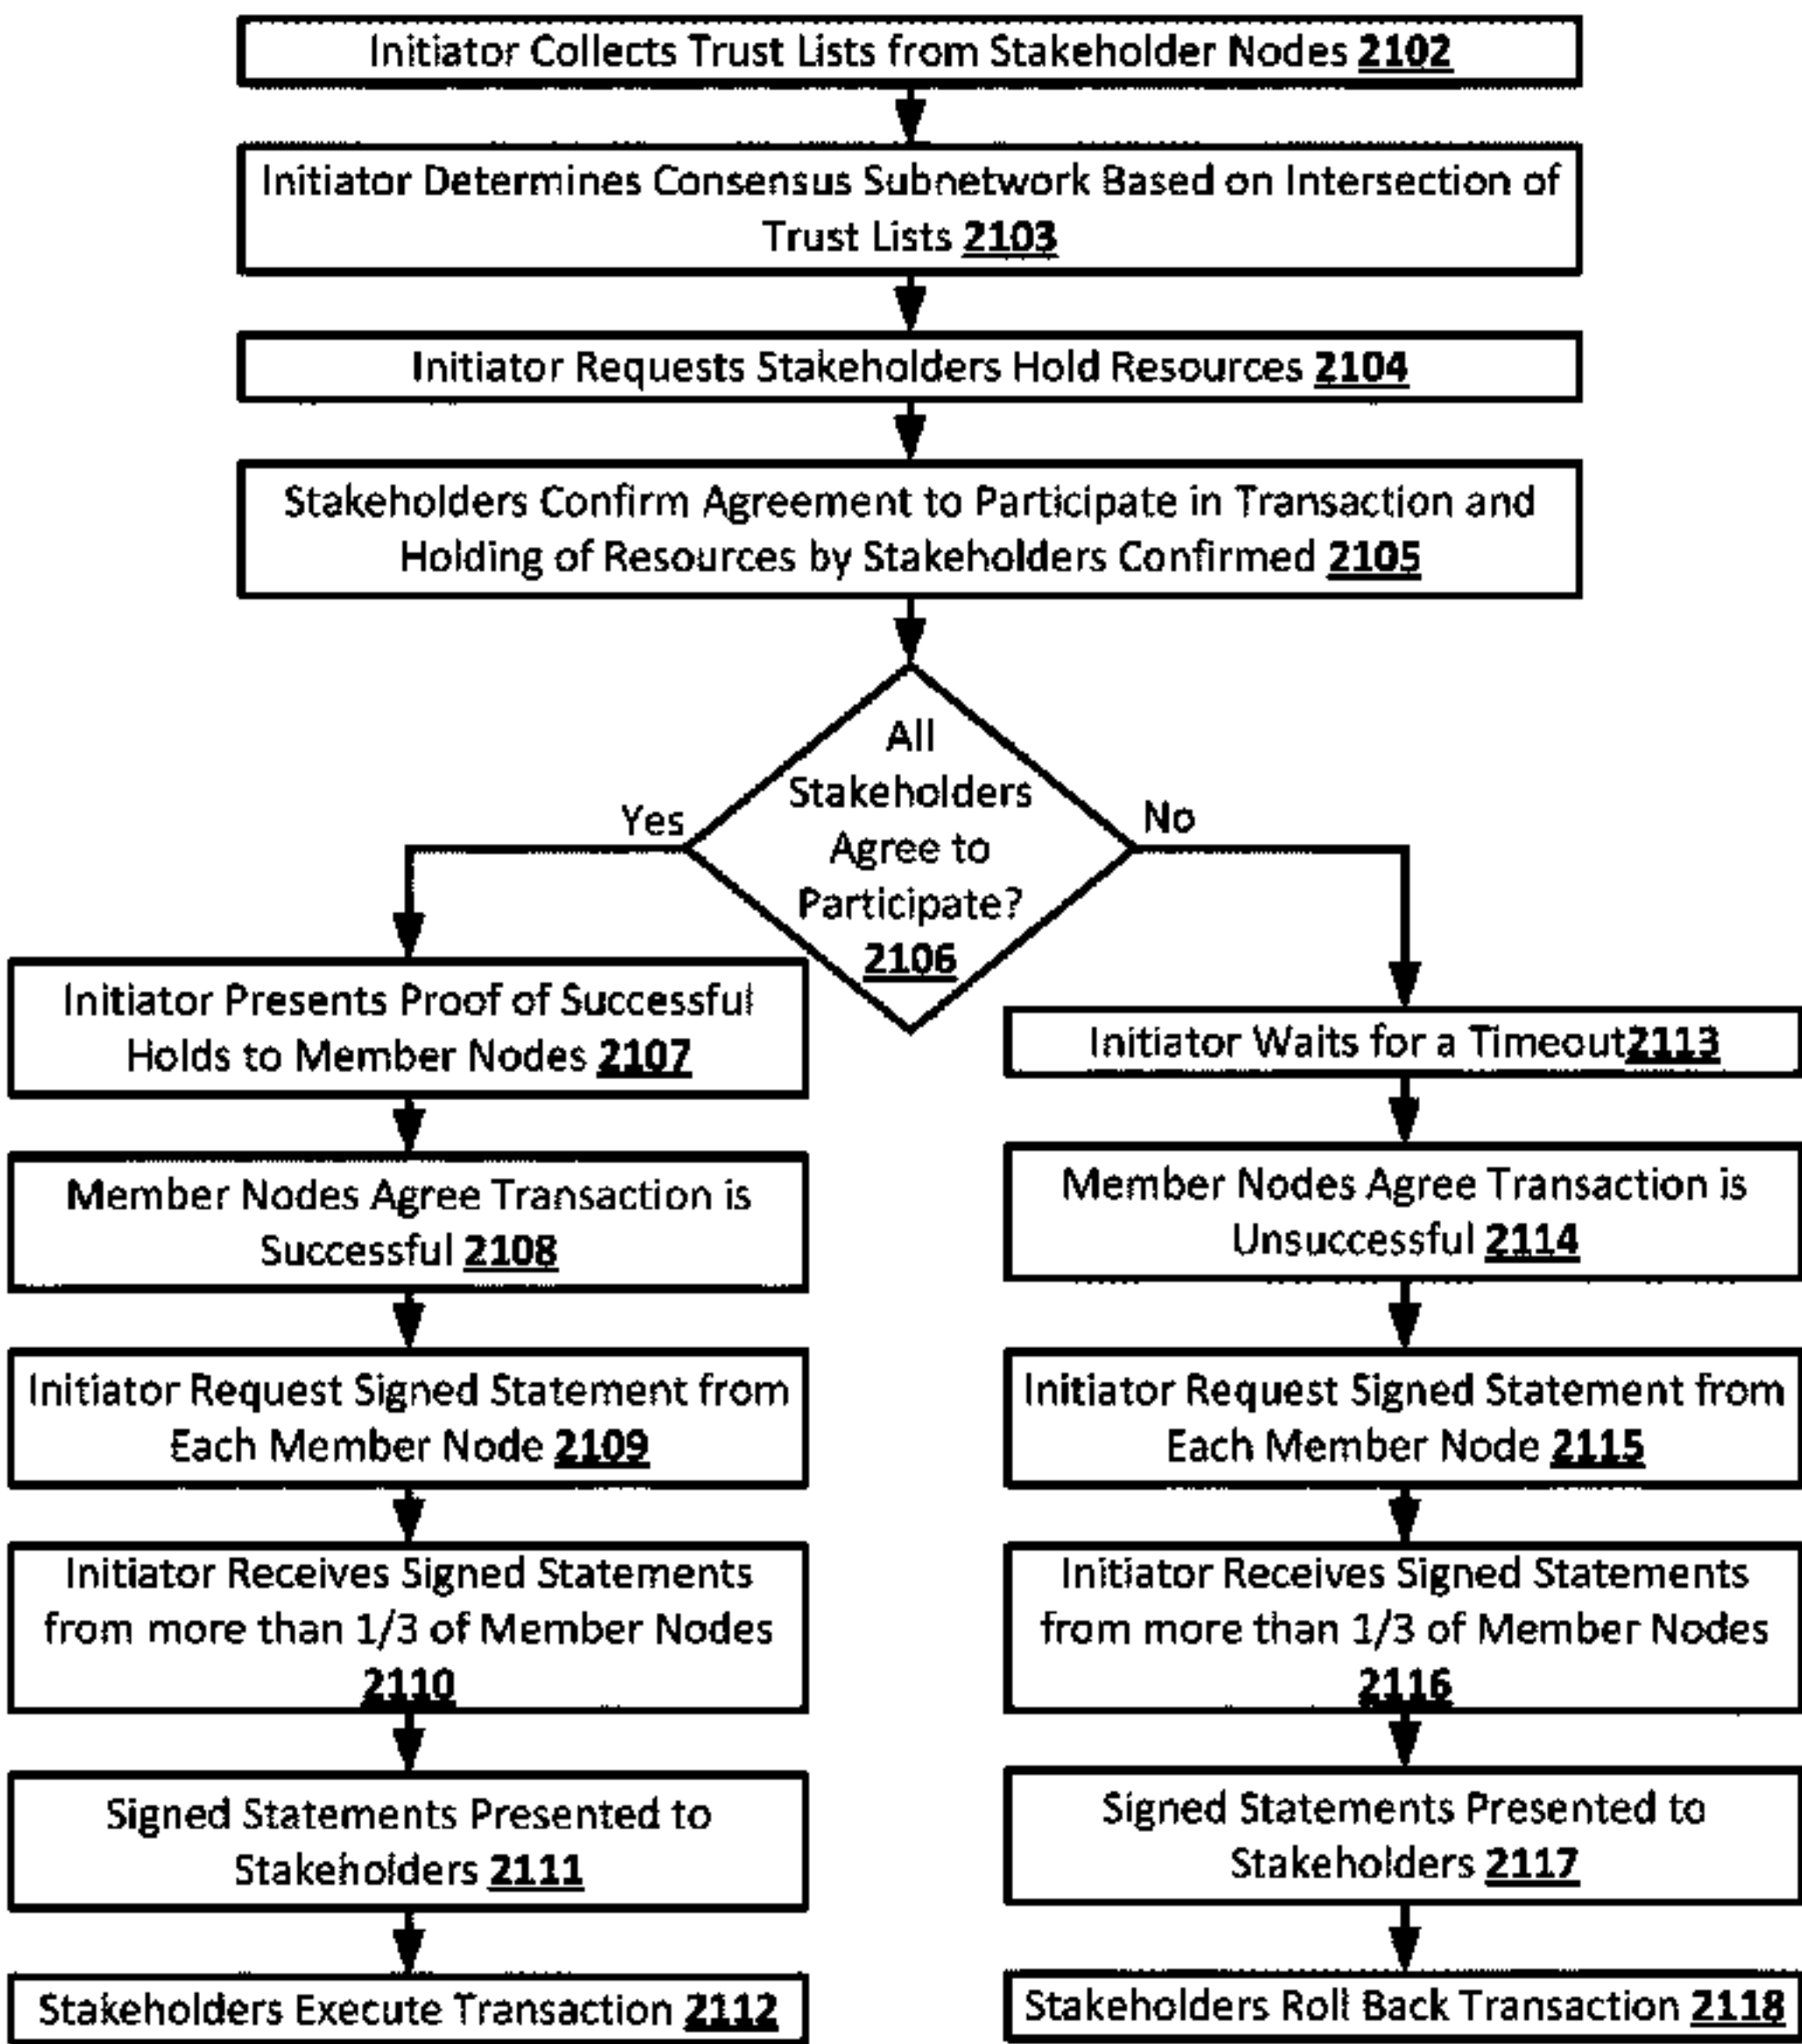 Initiator Collects Trust Lists from Stakeholder Nodes 2102
Initiator Determines Consensus Subnetwork Based on Intersection of
Trust Lists 2103
Initiator Requests Stakeholders Hold Resources 2104
Stakeholders Confirm Agreement to Participate in Transaction and
Holding of Resources by Stakeholders Confirmed 2105
All
Stakeholders
Agree to
Participate?
2106
Yes
No
Initiator Presents Proof of Successful
Holds to Member Nodes 2107
Member Nodes Agree Transaction is
Successful 2108
Initiator Request Signed Statement from
Each Member Node 2109
Initiator Receives Signed Statements
from more than 1/3 of Member Nodes
2110
Signed Statements Presented to
Stakeholders 2111
Stakeholders Execute Transaction 2112
Initiator Waits for a Timeout2113
Member Nodes Agree Transaction is
Unsuccessful 2114
Initiator Request Signed Statement from
Each Member Node 2115
Initiator Receives Signed Statements
from more than 1/3 of Member Nodes
2116
Signed Statements Presented to
Stakeholders 2117
Stakeholders Roll Back Transaction 2118